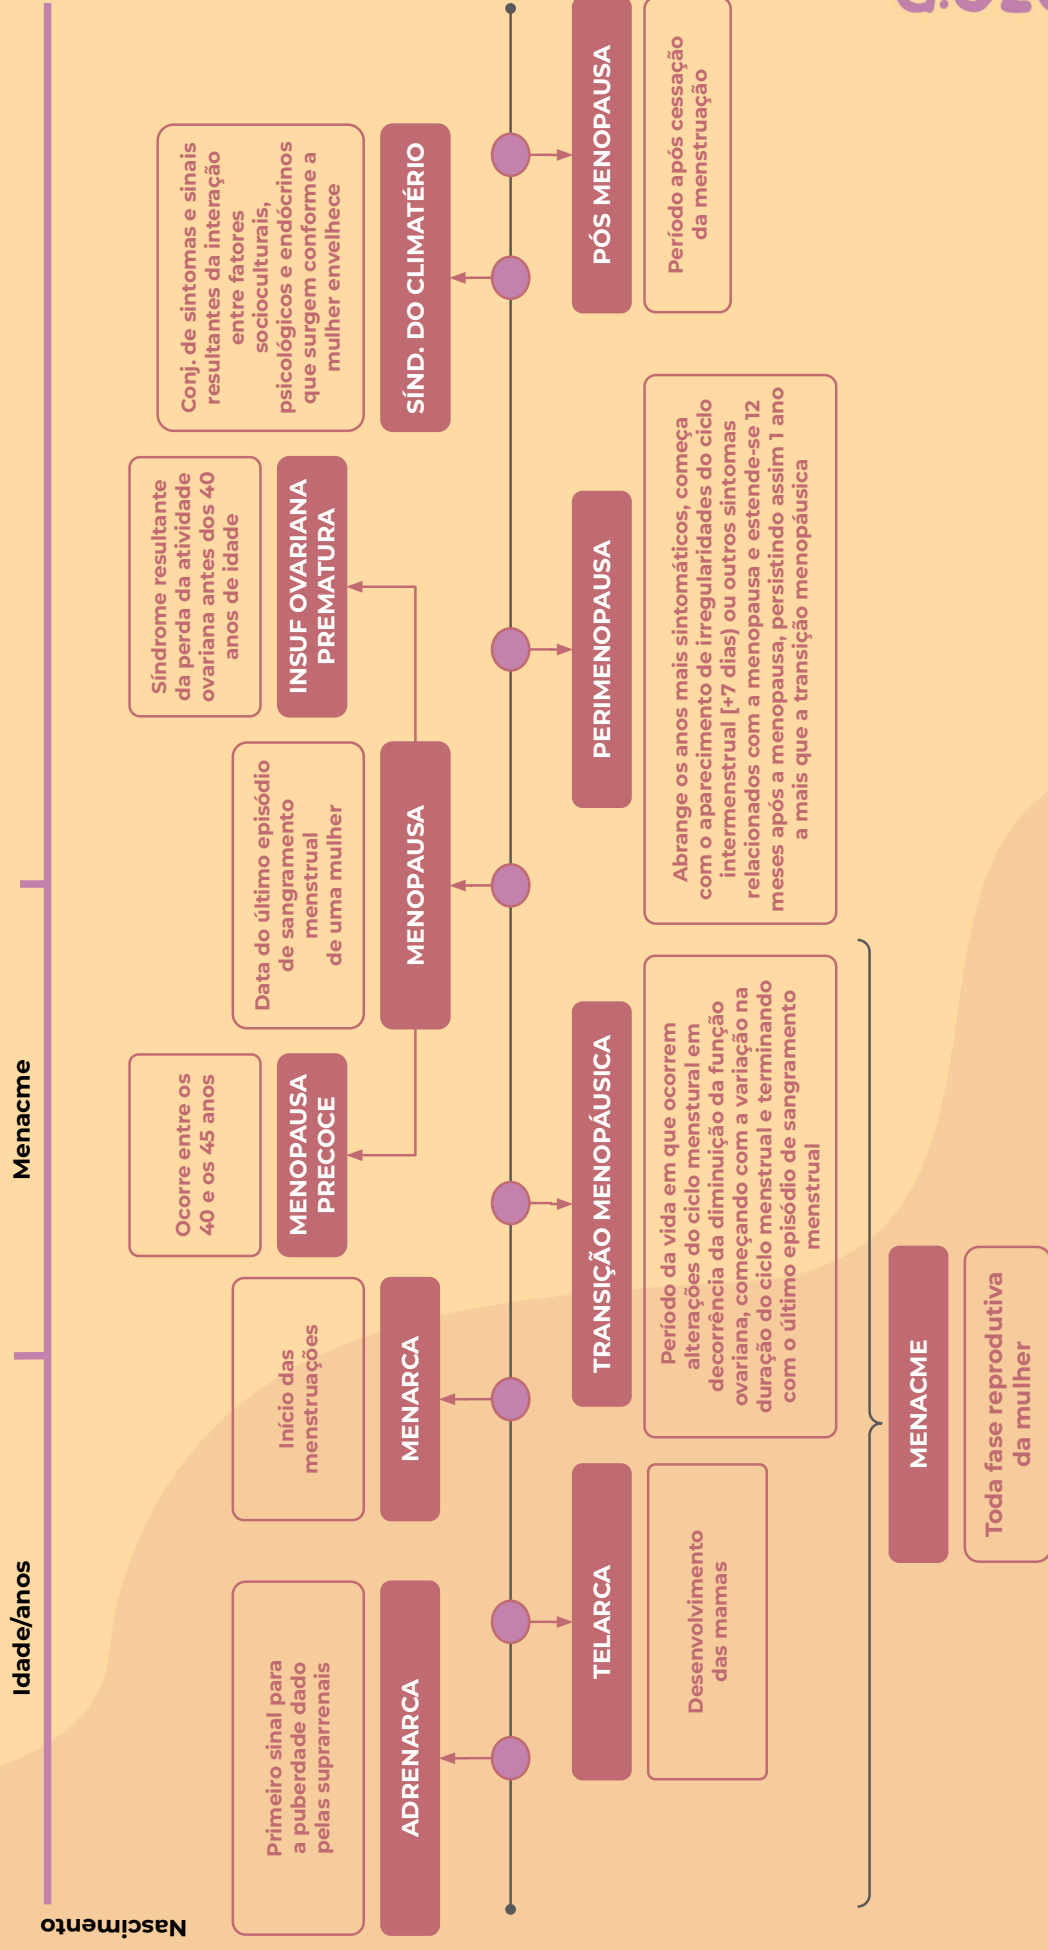 Idade/anos
Menacme
Nascimento
Primeiro sinal para
a puberdade dado
pelas suprarrenais
ADRENARCA
Desenvolvimento
das mamas
TELARCA
Início das
menstruações
MENARCA
TRANSIÇÃO MENOPÁUSICA
Período da vida em que ocorrem
alterações do ciclo menstural em
decorrência da diminuição da função
ovariana, começando com a variação na
duração do ciclo menstrual e terminando
com o último episódio de sangramento
menstrual
Ocorre entre os
40 e os 45 anos
MENOPAUSA
PRECOCE
Data do último episódio
de sangramento
menstrual
de uma mulher
MENOPAUSA
Síndrome resultante
da perda da atividade
ovariana antes dos 40
anos de idade
INSUF OVARIANA
PREMATURA
PERIMENOPAUSA
Abrange os anos mais sintomáticos, começa
com o aparecimento de irregularidades do ciclo
intermenstrual [+7 dias) ou outros sintomas
relacionados com a menopausa e estende-se 12
meses após a menopausa, persistindo assim 1 ano
a mais que a transição menopáusica
Conj. de sintomas e sinais
resultantes da interação
entre fatores
socioculturais,
psicológicos e endócrinos
que surgem conforme a
mulher envelhece
SÍND. DO CLIMATÉRIO
PÓS MENOPAUSA
Período após cessação
da menstruação
MENACME
Toda fase reprodutiva
da mulher